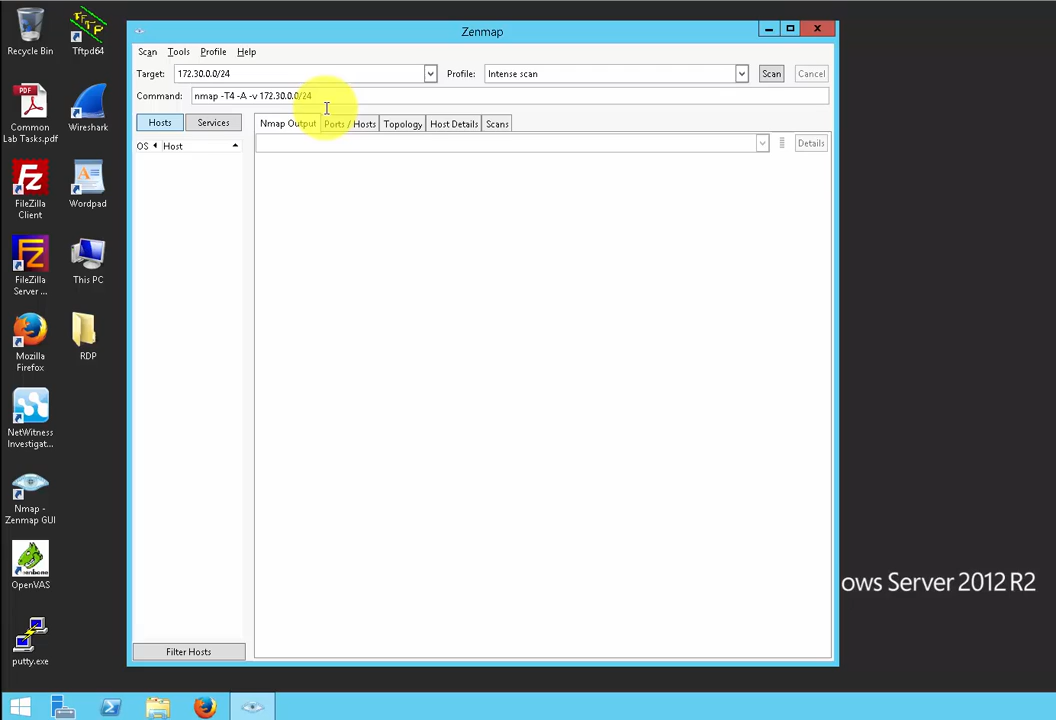 Recycle Bin
Tftpd64
Common
Lab Tasks.pdf
Wireshark
FileZilla
Client
Wordpad
FileZilla
Server ...
This PC
Mozilla
Firefox
RDP
NetWitness
Investigat...
Nmap -
Zenmap GUI
OpenVAS
putty.exe
Zenmap
Scan Tools Profile Help
Target: 172.30.0.0/24 Profile: Intense scan Scan Cancel
Command: nmap -T4 -A -v 172.30.0.0/24
Hosts Services Nmap Output Ports / Hosts Topology Host Details Scans
OS Host Details
Filter Hosts
ows Server 2012 R2